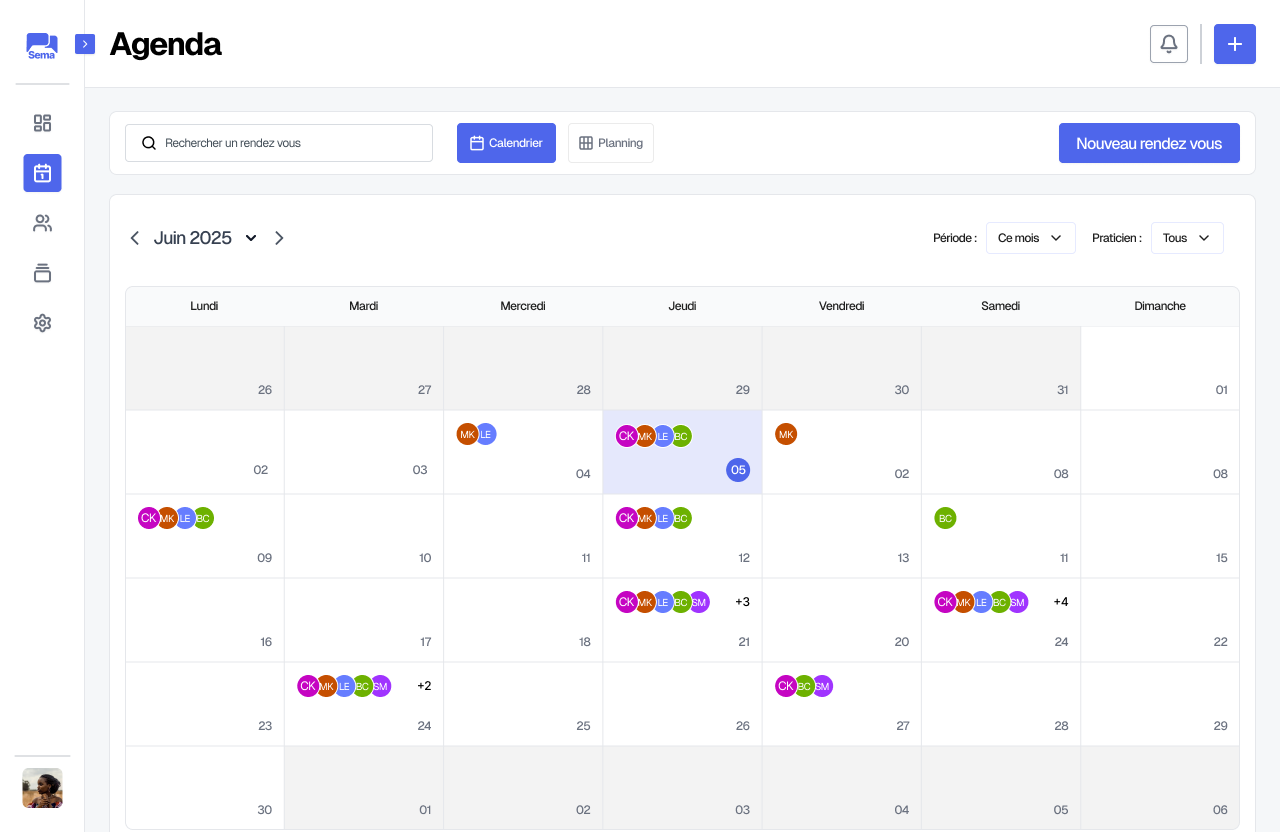 Sema
Agenda
Rechercher un rendez vous
Calendrier
Planning
Nouveau rendez vous
Juin 2025
Période :
Ce mois
Praticien :
Tous
Lundi Mardi Mercredi Jeudi Vendredi Samedi Dimanche
26 27 28 29 30 31 01
MK LE CK MK LE BC MK
02 03 04 05 02 08 08
CK MK LE BC CK MK LE BC BC
09 10 11 12 13 11 15
CK MK LE BC SM +3 CK MK LE BC SM +4
16 17 18 21 20 24 22
CK MK LE BC SM +2 CK BC SM
23 24 25 26 27 28 29
30 01 02 03 04 05 06